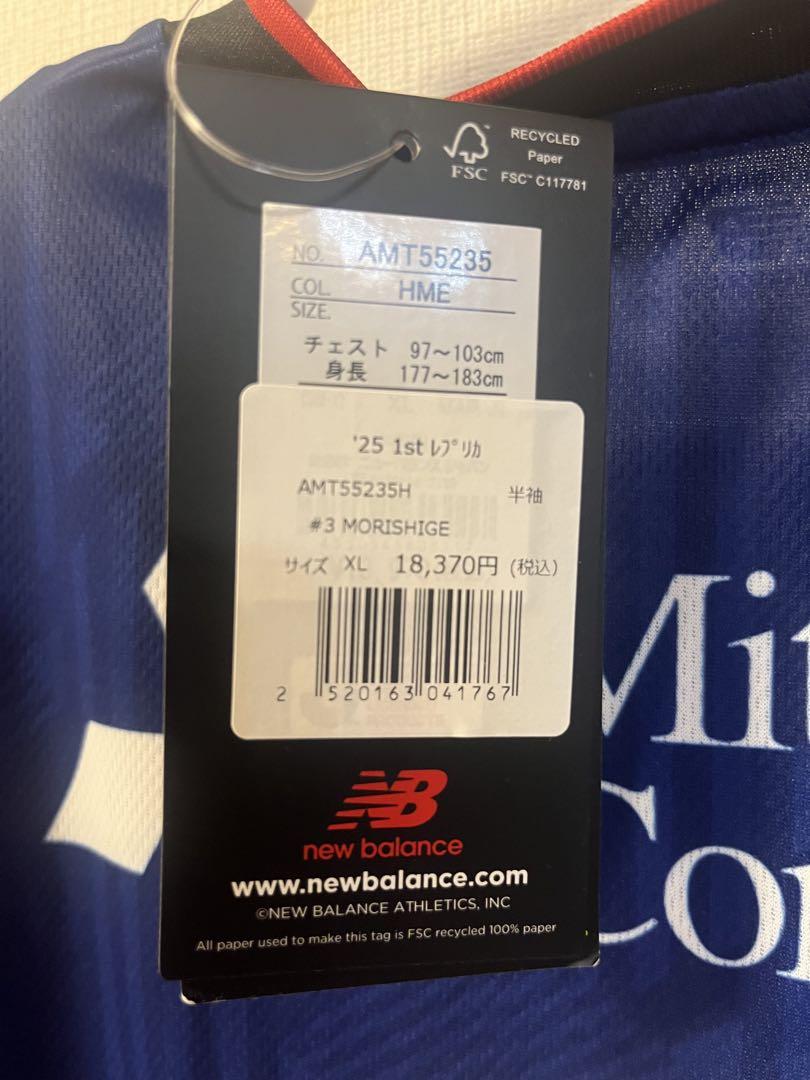 RECYCLED
Paper
FSC™ C117781
FSC
NO. AMT55235
COL. HME
SIZE.
チェスト 97～103cm
身長 177～183cm
'25 1st ﾚﾌﾟﾘｶ
AMT55235H 半袖
#3 MORISHIGE
サイズ XL 18,370円 (税込)
2 520163 041767
NB
new balance
www.newbalance.com
©NEW BALANCE ATHLETICS, INC
All paper used to make this tag is FSC recycled 100% paper
Mit
Cor